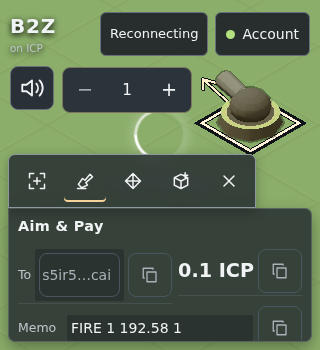 B2Z
on ICP
Reconnecting
Account
1
Aim & Pay
To s5ir5...cai 0.1 ICP
Memo FIRE 1 192.58 1